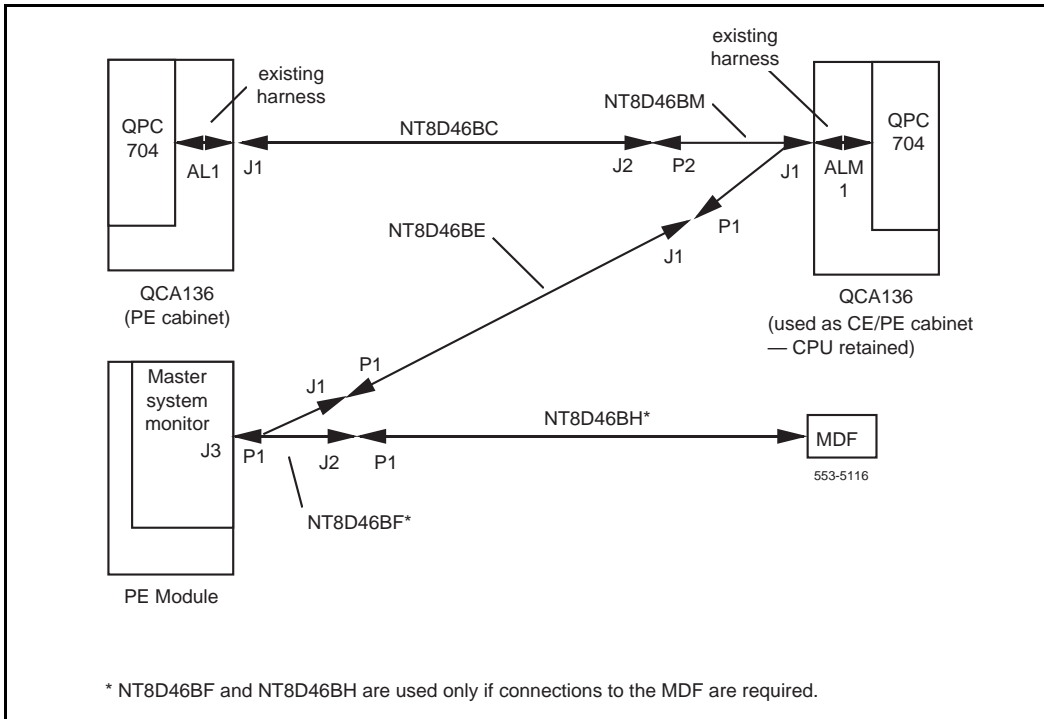 existing
harness
existing
harness
QPC
704
AL1
J1
NT8D46BC
J2
P2
NT8D46BM
J1
ALM
1
QPC
704
NT8D46BE
P1
J1
QCA136
(PE cabinet)
QCA136
(used as CE/PE cabinet
— CPU retained)
Master
system
monitor
J3
P1
J1
P1
J2
P1
NT8D46BH*
MDF
553-5116
NT8D46BF*
PE Module
* NT8D46BF and NT8D46BH are used only if connections to the MDF are required.